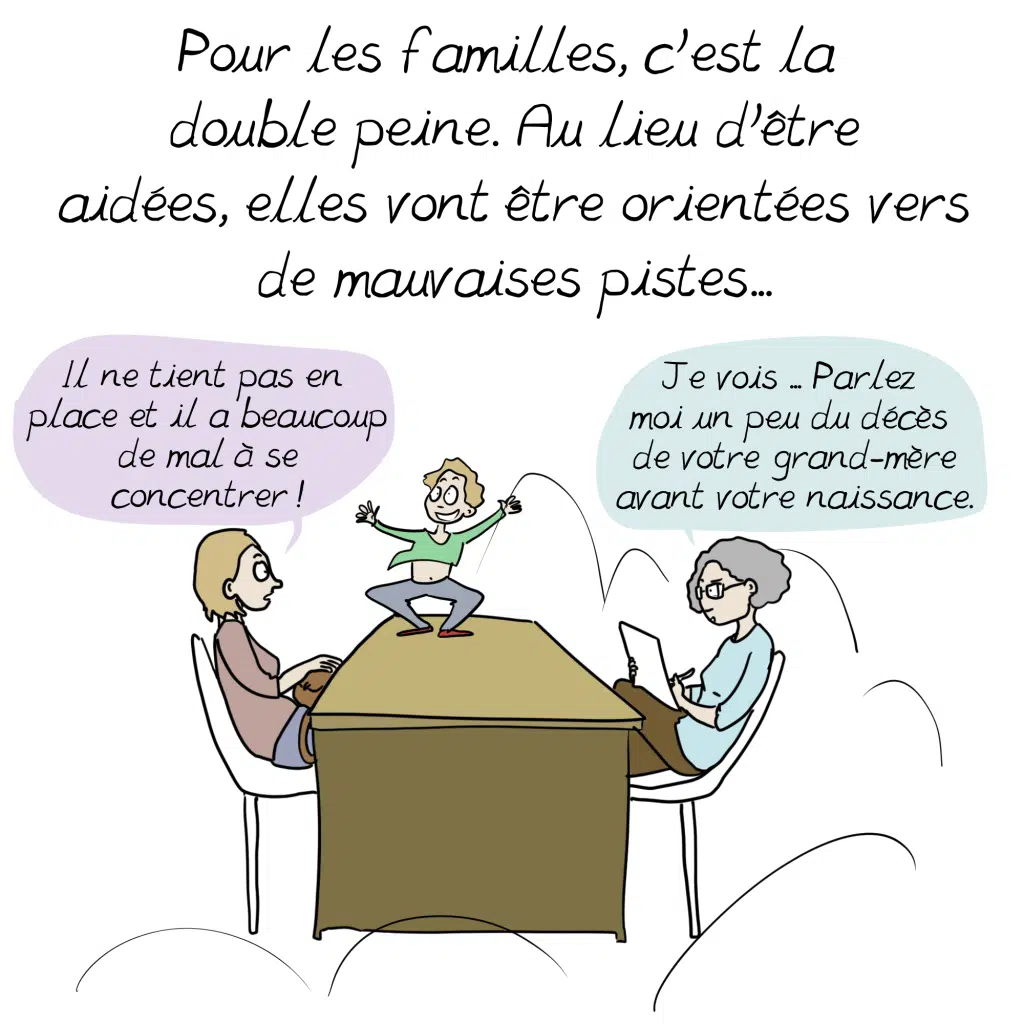 Pour les familles, c'est la
double peine. Au lieu d'être
aidées, elles vont être orientées vers
de mauvaises pistes...
Il ne tient pas en
place et il a beaucoup
de mal à se
concentrer !
Je vois ... Parlez
moi un peu du décès
de votre grand-mère
avant votre naissance.